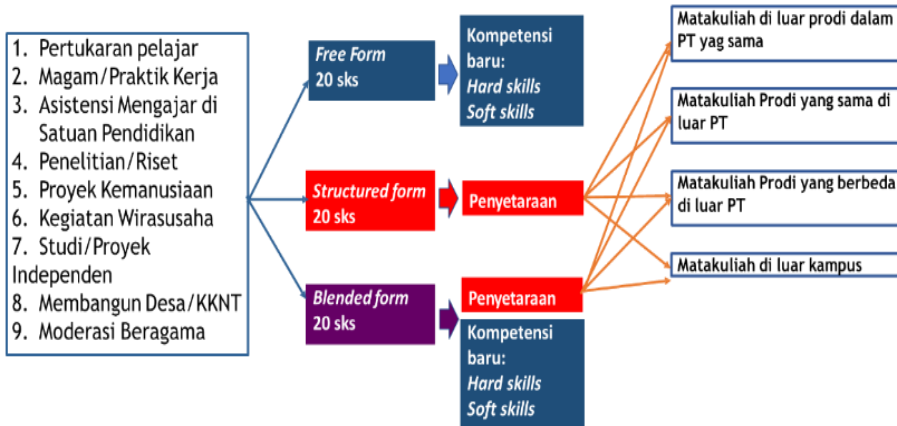 1. Pertukaran pelajar
2. Magam/Praktik Kerja
3. Asistensi Mengajar di
Satuan Pendidikan
4. Penelitian/Riset
5. Proyek Kemanusiaan
6. Kegiatan Wirasusaha
7. Studi/Proyek
Independen
8. Membangun Desa/KKNT
9. Moderasi Beragama
Free Form
20 sks
Kompetensi
baru:
Hard skills
Soft skills
Structured form
20 sks
Penyetaraan
Blended form
20 sks
Penyetaraan
Kompetensi
baru:
Hard skills
Soft skills
Matakuliah di luar prodi dalam
PT yag sama
Matakuliah Prodi yang sama di
luar PT
Matakuliah Prodi yang berbeda
di luar PT
Matakuliah di luar kampus